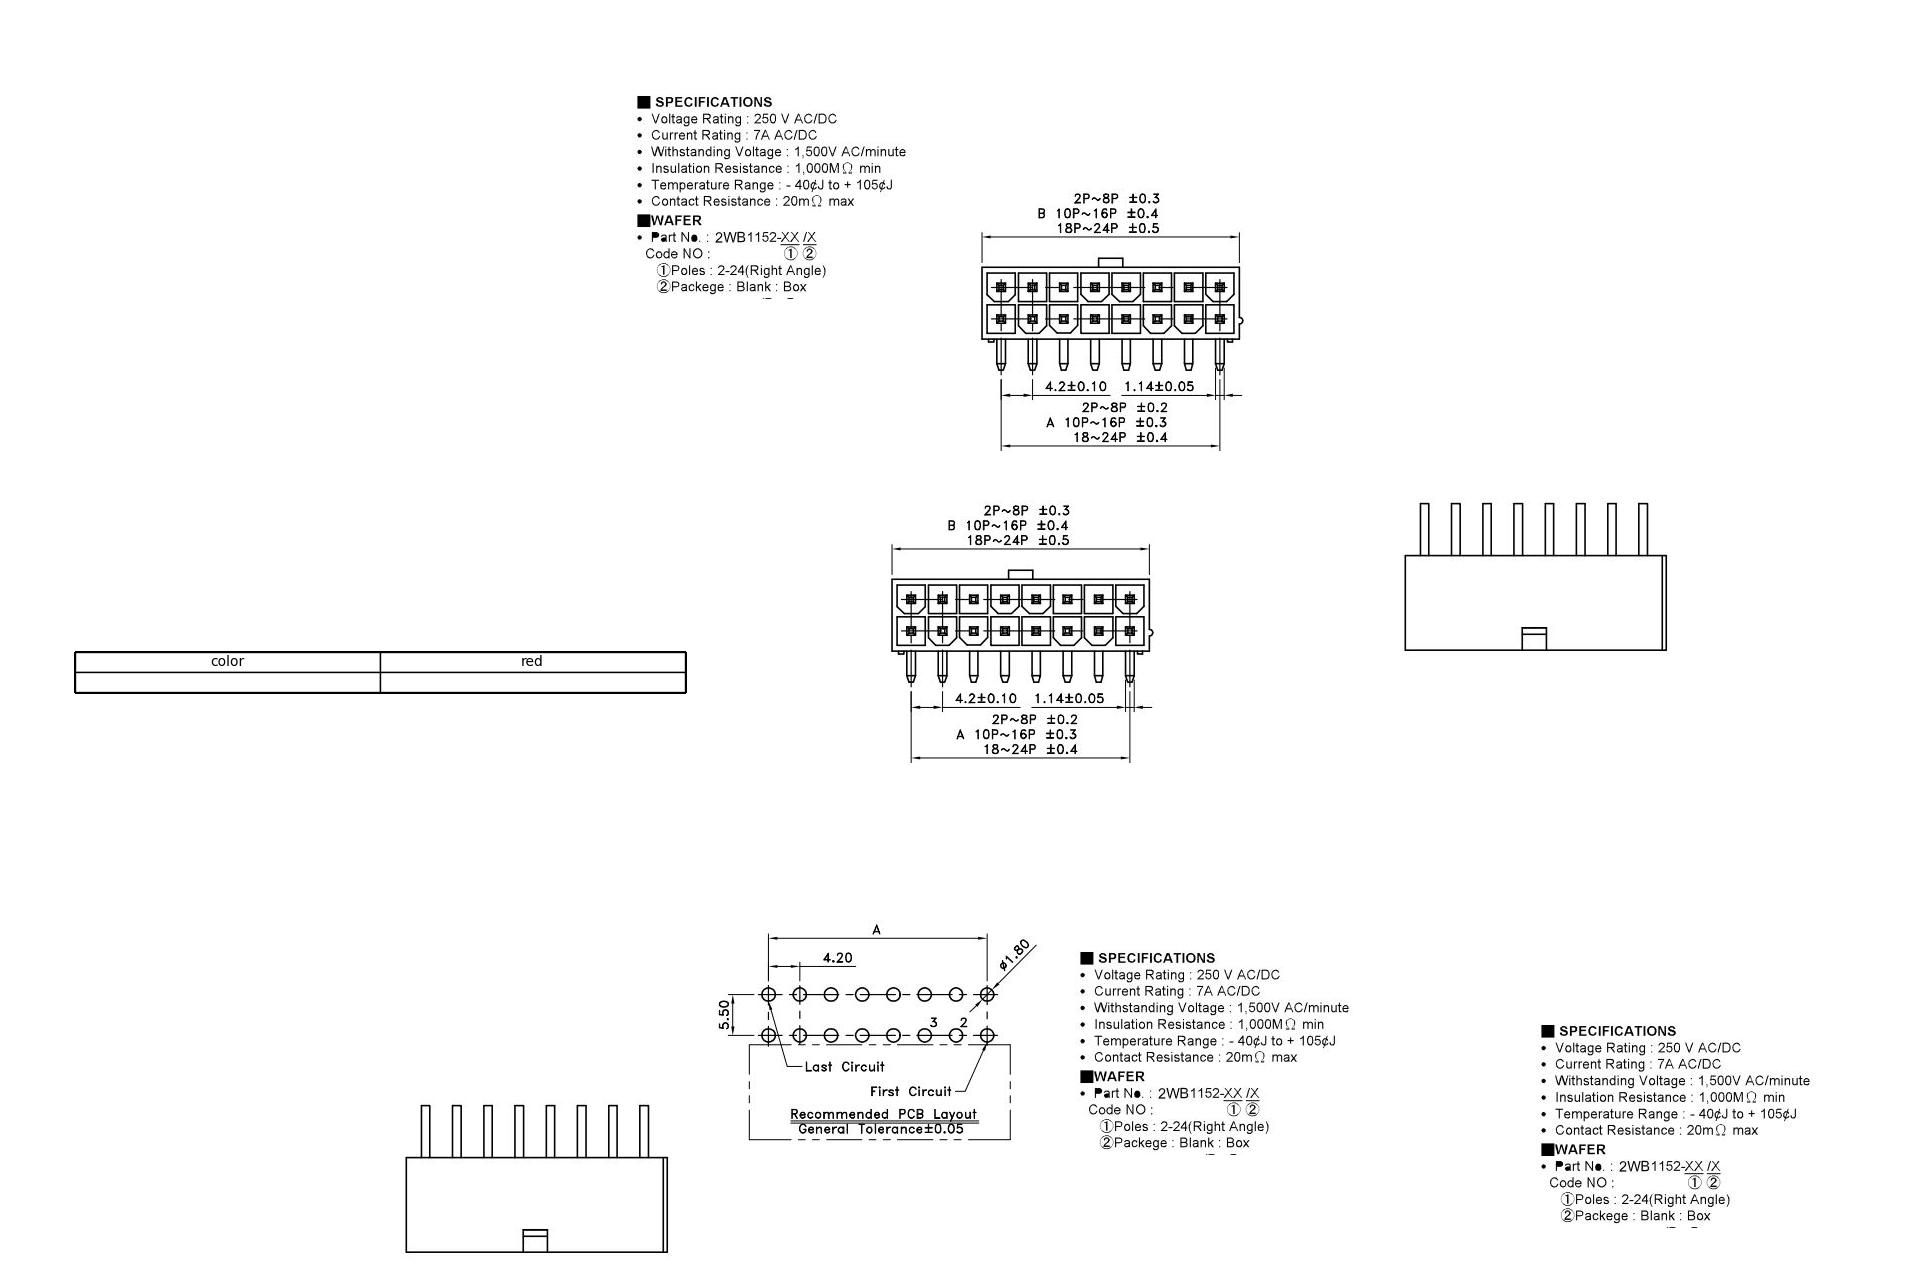 ■ SPECIFICATIONS
• Voltage Rating : 250 V AC/DC
• Current Rating : 7A AC/DC
• Withstanding Voltage : 1,500V AC/minute
• Insulation Resistance : 1,000MΩ min
• Temperature Range : - 40¢J to + 105¢J
• Contact Resistance : 20mΩ max
■WAFER
• Part No. : 2WB1152-XX /X
Code NO : ① ②
①Poles : 2-24(Right Angle)
②Packege : Blank : Box
2P~8P ±0.3
B 10P~16P ±0.4
18P~24P ±0.5
4.2±0.10 1.14±0.05
2P~8P ±0.2
A 10P~16P ±0.3
18~24P ±0.4
2P~8P ±0.3
B 10P~16P ±0.4
18P~24P ±0.5
4.2±0.10 1.14±0.05
2P~8P ±0.2
A 10P~16P ±0.3
18~24P ±0.4
color red
A
4.20
ø1.80
5.50
3 2
Last Circuit
First Circuit
Recommended PCB Layout
General Tolerance±0.05
■ SPECIFICATIONS
• Voltage Rating : 250 V AC/DC
• Current Rating : 7A AC/DC
• Withstanding Voltage : 1,500V AC/minute
• Insulation Resistance : 1,000MΩ min
• Temperature Range : - 40¢J to + 105¢J
• Contact Resistance : 20mΩ max
■WAFER
• Part No. : 2WB1152-XX /X
Code NO : ① ②
①Poles : 2-24(Right Angle)
②Packege : Blank : Box
■ SPECIFICATIONS
• Voltage Rating : 250 V AC/DC
• Current Rating : 7A AC/DC
• Withstanding Voltage : 1,500V AC/minute
• Insulation Resistance : 1,000MΩ min
• Temperature Range : - 40¢J to + 105¢J
• Contact Resistance : 20mΩ max
■WAFER
• Part No. : 2WB1152-XX /X
Code NO : ① ②
①Poles : 2-24(Right Angle)
②Packege : Blank : Box